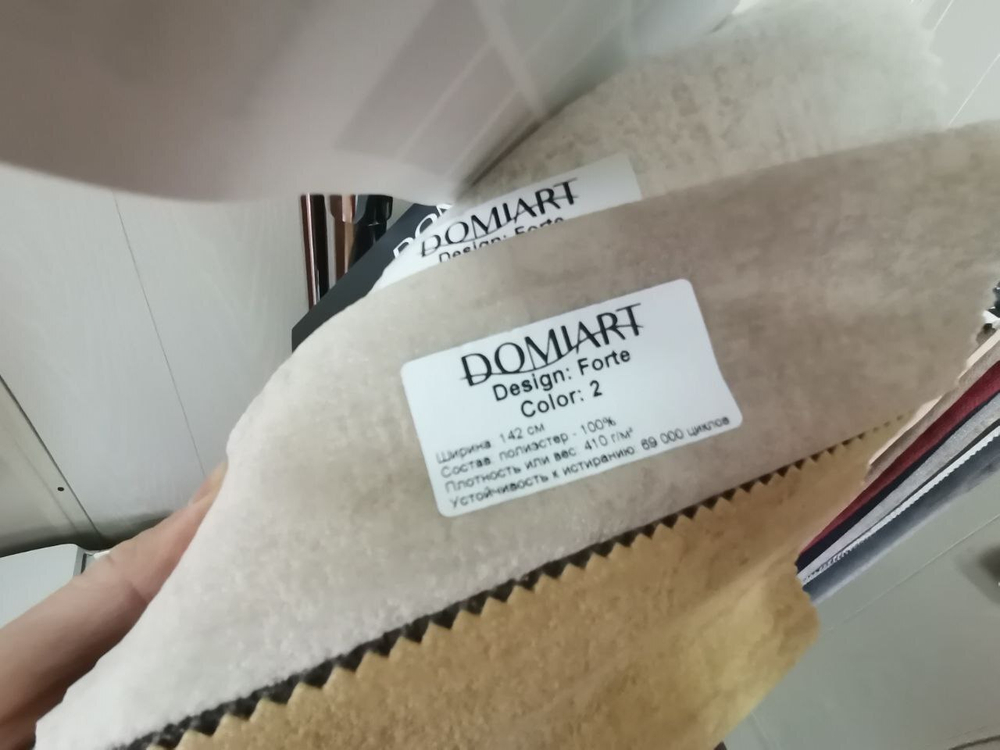 DOMIART
Design: Forte
DOMIART
Design: Forte
Color: 2
Ширина 142 см
Состав полиэстер - 100%
Плотность или вес 410 г/м²
Устойчивость к истиранию 69 000 циклов